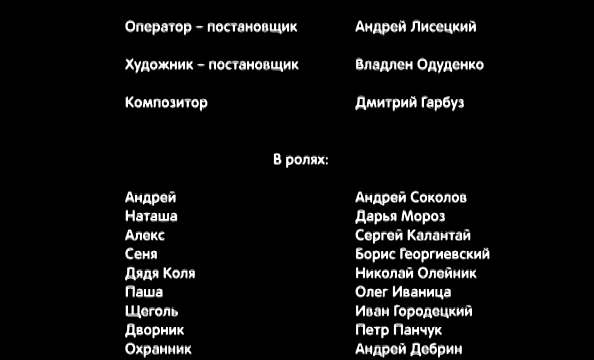 Оператор – постановщик Андрей Лисецкий
Художник – постановщик Владлен Одуденко
Композитор Дмитрий Гарбуз
В ролях:
Андрей Андрей Соколов
Наташа Дарья Мороз
Алекс Сергей Калантай
Сеня Борис Георгиевский
Дядя Коля Николай Олейник
Паша Олег Иваница
Щеголь Иван Городецкий
Дворник Петр Панчук
Охранник Андрей Дебрин